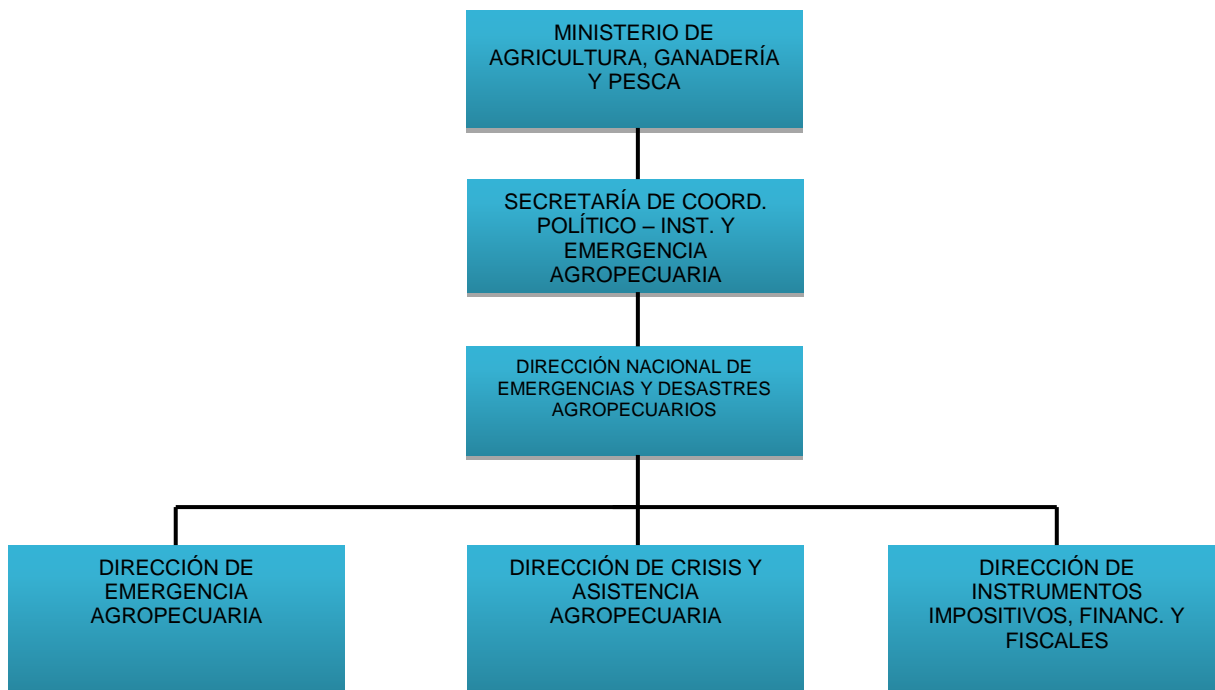 MINISTERIO DE
AGRICULTURA, GANADERÍA
Y PESCA
SECRETARÍA DE COORD.
POLÍTICO – INST. Y
EMERGENCIA
AGROPECUARIA
DIRECCIÓN NACIONAL DE
EMERGENCIAS Y DESASTRES
AGROPECUARIOS
DIRECCIÓN DE
EMERGENCIA
AGROPECUARIA
DIRECCIÓN DE CRISIS Y
ASISTENCIA
AGROPECUARIA
DIRECCIÓN DE
INSTRUMENTOS
IMPOSITIVOS, FINANC. Y
FISCALES